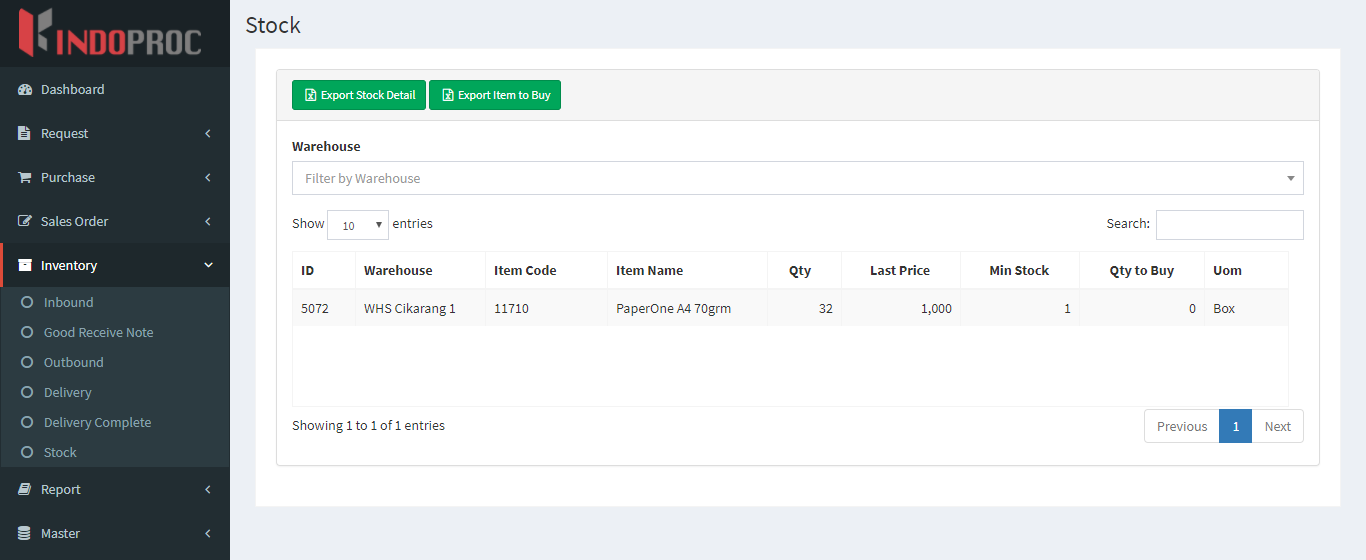 INDOPROC
Dashboard
Request
Purchase
Sales Order
Inventory
Inbound
Good Receive Note
Outbound
Delivery
Delivery Complete
Stock
Report
Master
Stock
Export Stock Detail Export Item to Buy
Warehouse
Filter by Warehouse
Show 10 entries Search:
ID Warehouse Item Code Item Name Qty Last Price Min Stock Qty to Buy Uom
5072 WHS Cikarang 1 11710 PaperOne A4 70grm 32 1,000 1 0 Box
Showing 1 to 1 of 1 entries Previous 1 Next